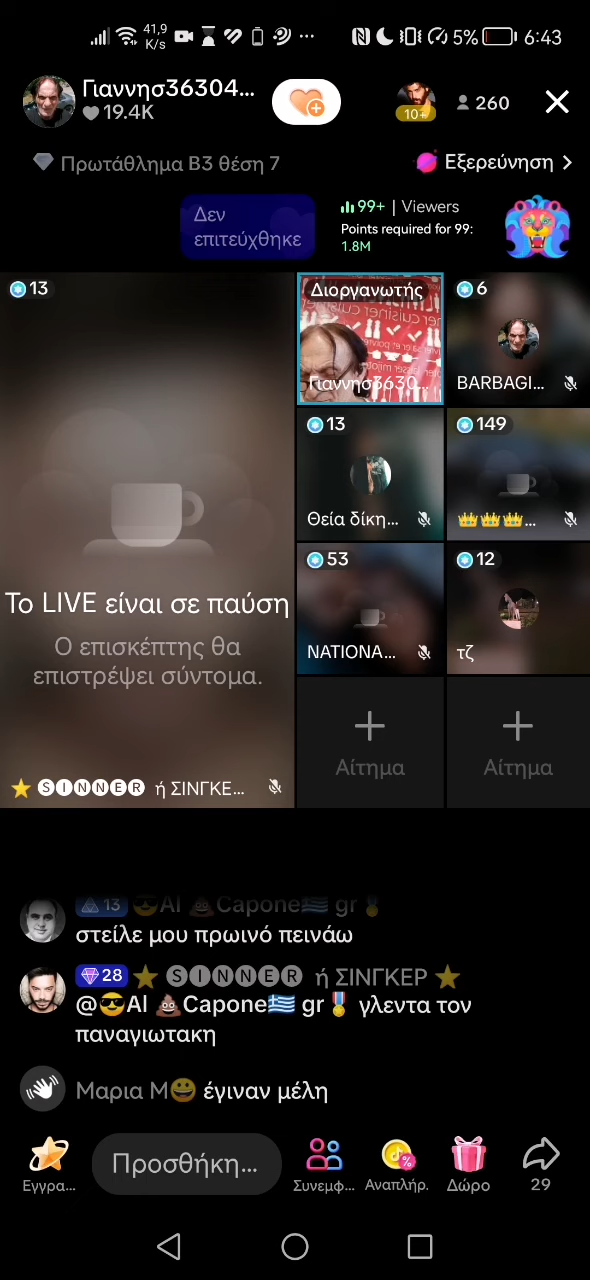 41,9
K/s
5%
6:43
Γιαννησ36304...
19.4K
10+
260
Πρωτάθλημα B3 θέση 7
Εξερεύνηση
Δεν
επιτεύχθηκε
99+ | Viewers
Points required for 99:
1.8M
13
Διοργανωτής
Γιαννησ3630...
6
BARBAGI...
13
Θεία δίκη...
149
👑👑👑...
53
NATIONA...
12
τζ
Το LIVE είναι σε παύση
Ο επισκέπτης θα
επιστρέψει σύντομα.
⭐ 🅢🅘🅝🅝🅔🅡 ή ΣΙΝΓΚΕ...
Αίτημα
Αίτημα
13 😎Al 💩Capone🇬🇷 gr🎖
στείλε μου πρωινό πεινάω
28 ⭐ 🅢🅘🅝🅝🅔🅡 ή ΣΙΝΓΚΕΡ ⭐
@😎Al 💩Capone🇬🇷 gr🎖 γλεντα τον
παναγιωτακη
Μαρια Μ😀 έγιναν μέλη
Προσθήκη...
Εγγρα...
Συνεμφ...
Αναπλήρ.
Δώρο
29